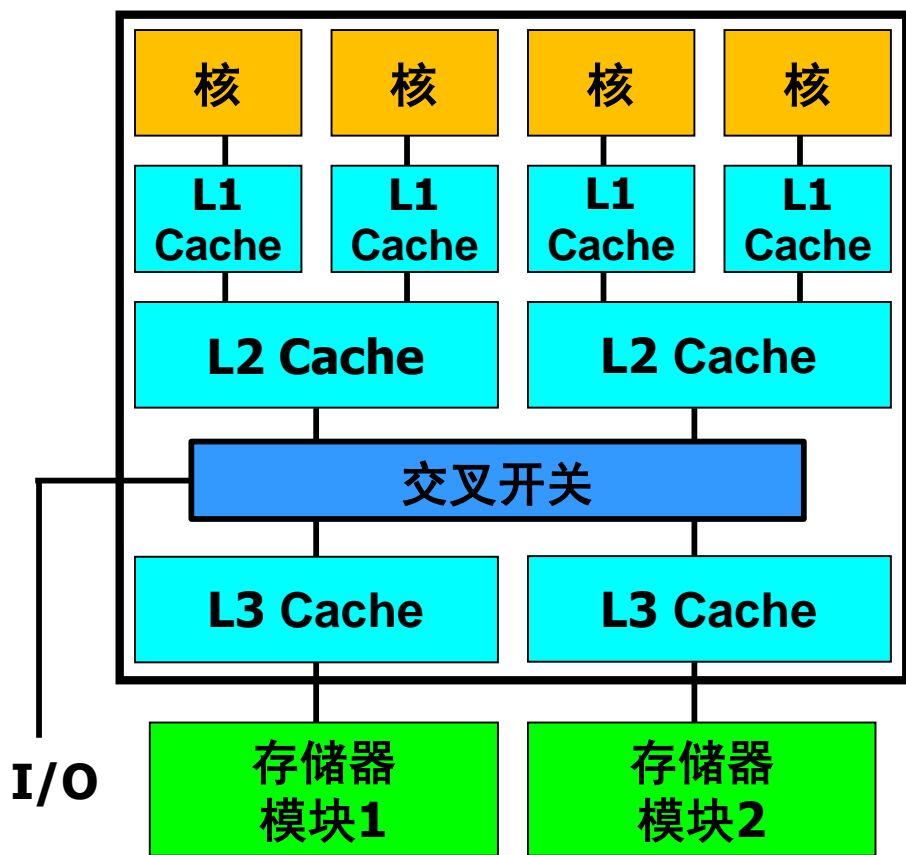 核
核
核
核
L1
Cache
L1
Cache
L1
Cache
L1
Cache
L2 Cache
L2 Cache
交叉开关
L3 Cache
L3 Cache
I/O
存储器
模块1
存储器
模块2